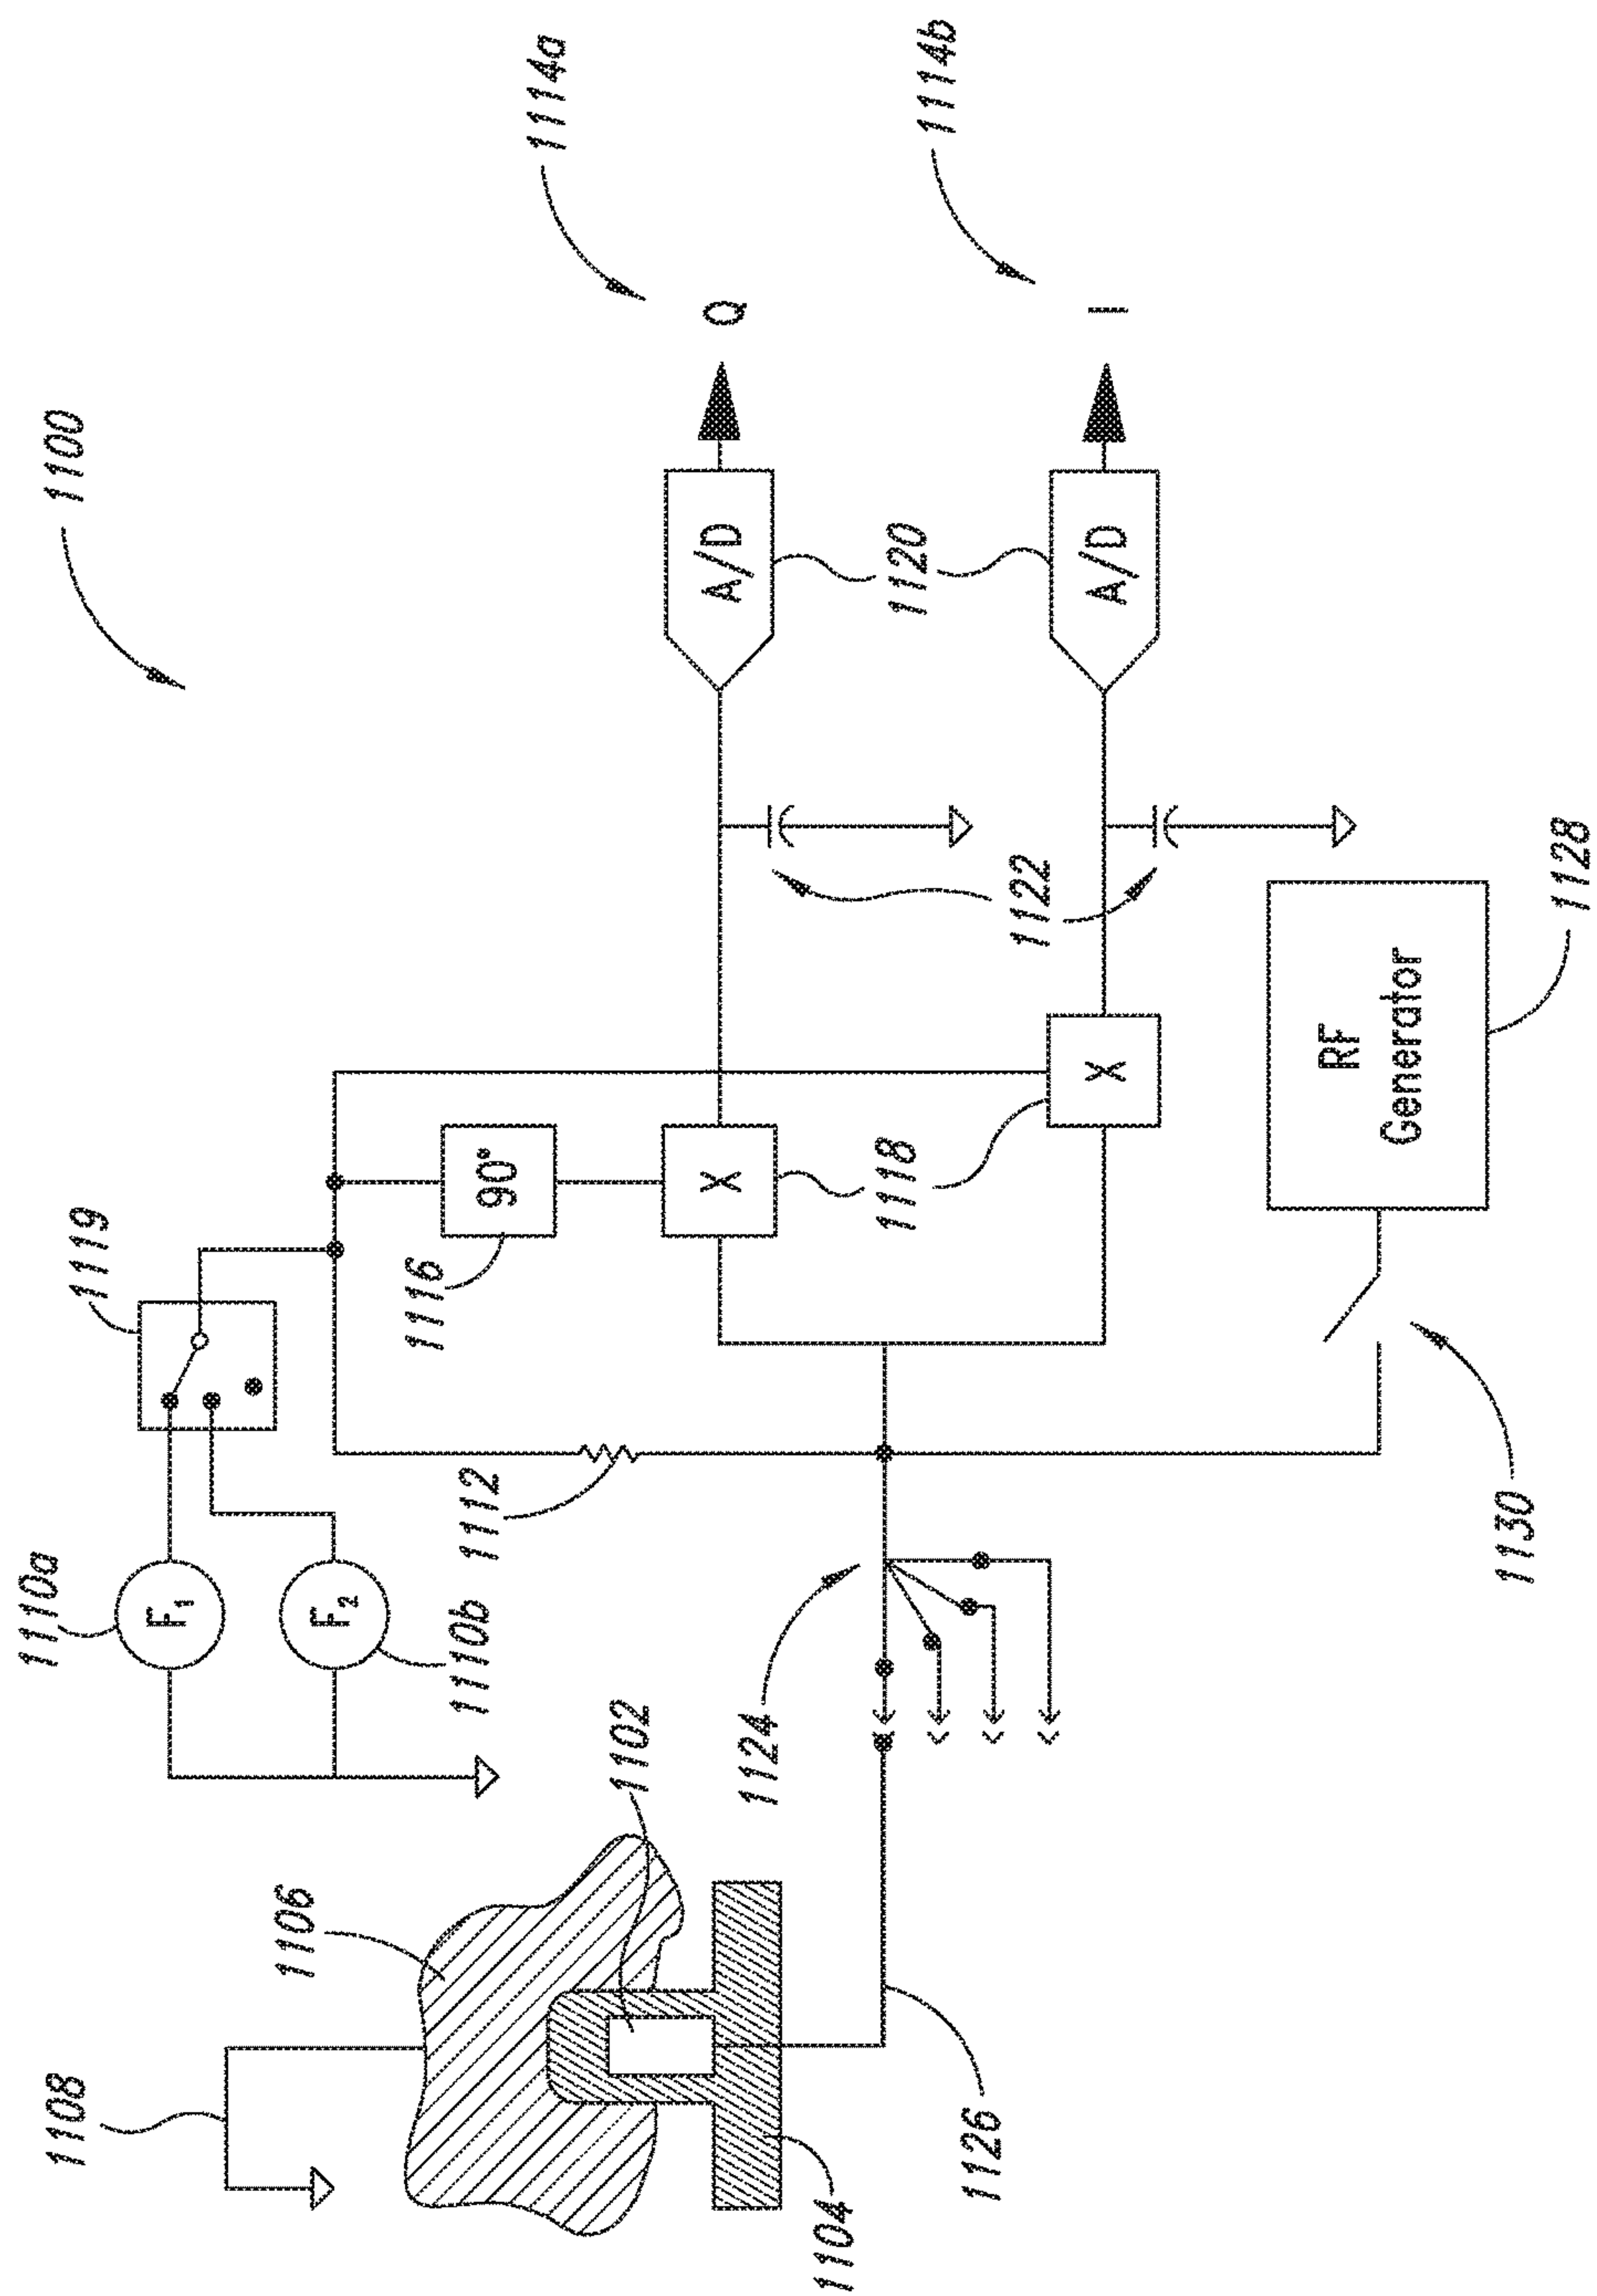 1100
1110a
1119
F₁
F₂
1110b
1116
90°
1112
1108
1106
1102
1104
1126
1124
X
X
1118
1122
A/D
A/D
1120
Q
1114a
I
1114b
RF
Generator
1128
1130